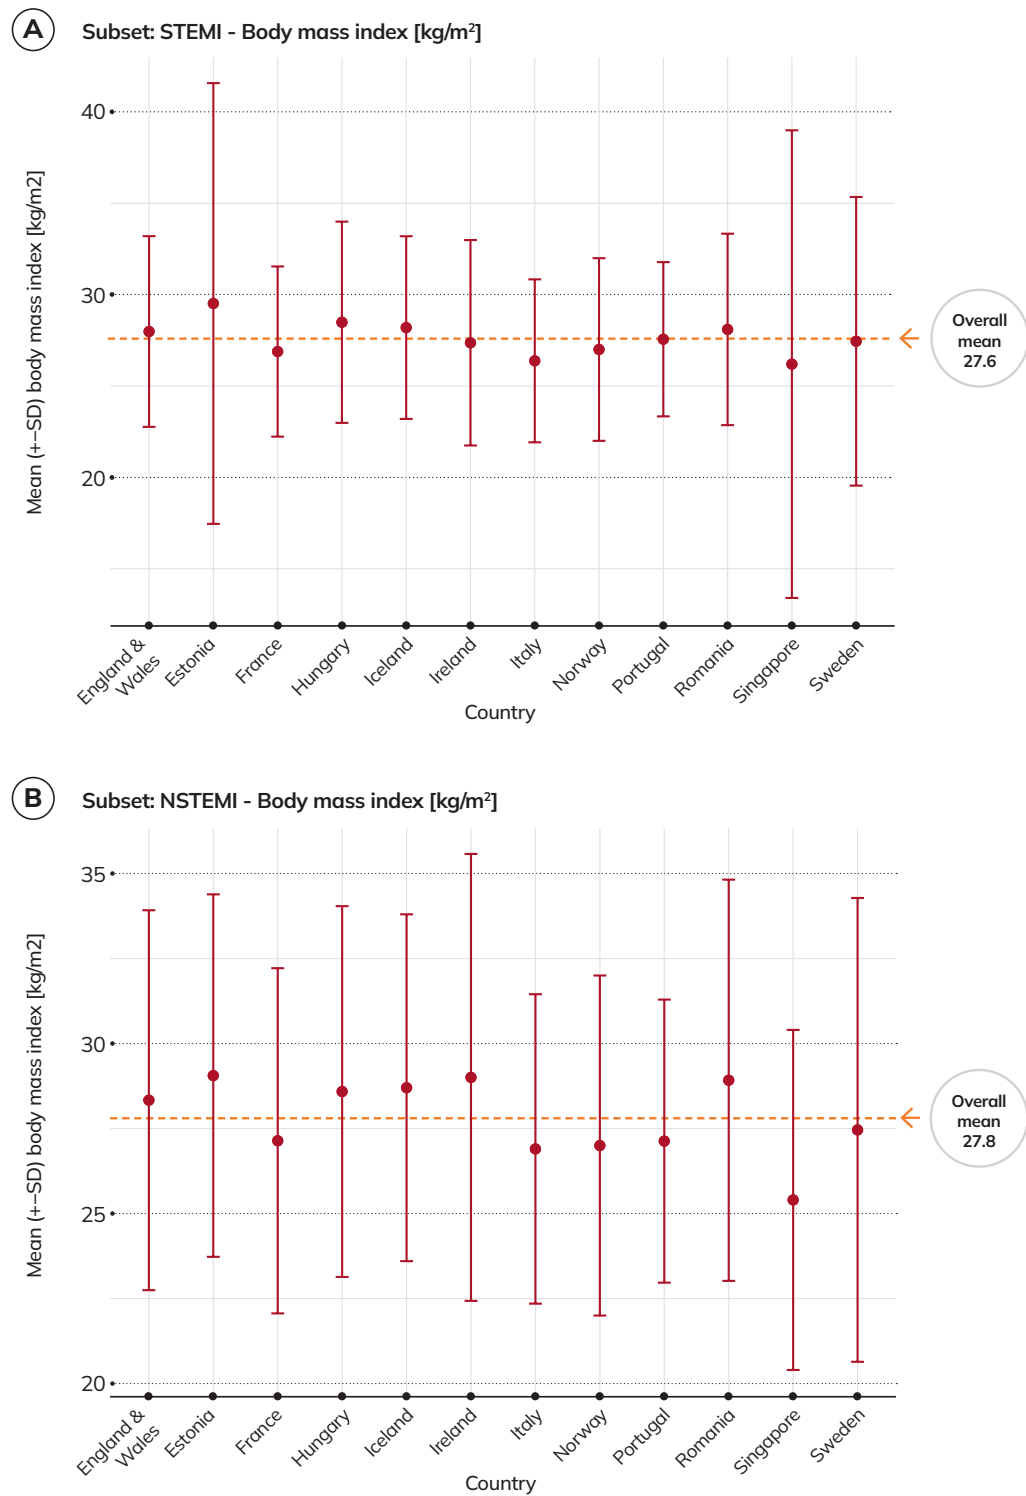 A
Subset: STEMI - Body mass index [kg/m²]
Mean (+−SD) body mass index [kg/m2]
40
30
20
Overall
mean
27.6
England &
Wales
Estonia
France
Hungary
Iceland
Ireland
Italy
Norway
Portugal
Romania
Singapore
Sweden
Country
B
Subset: NSTEMI - Body mass index [kg/m²]
Mean (+−SD) body mass index [kg/m2]
35
30
25
20
Overall
mean
27.8
England &
Wales
Estonia
France
Hungary
Iceland
Ireland
Italy
Norway
Portugal
Romania
Singapore
Sweden
Country